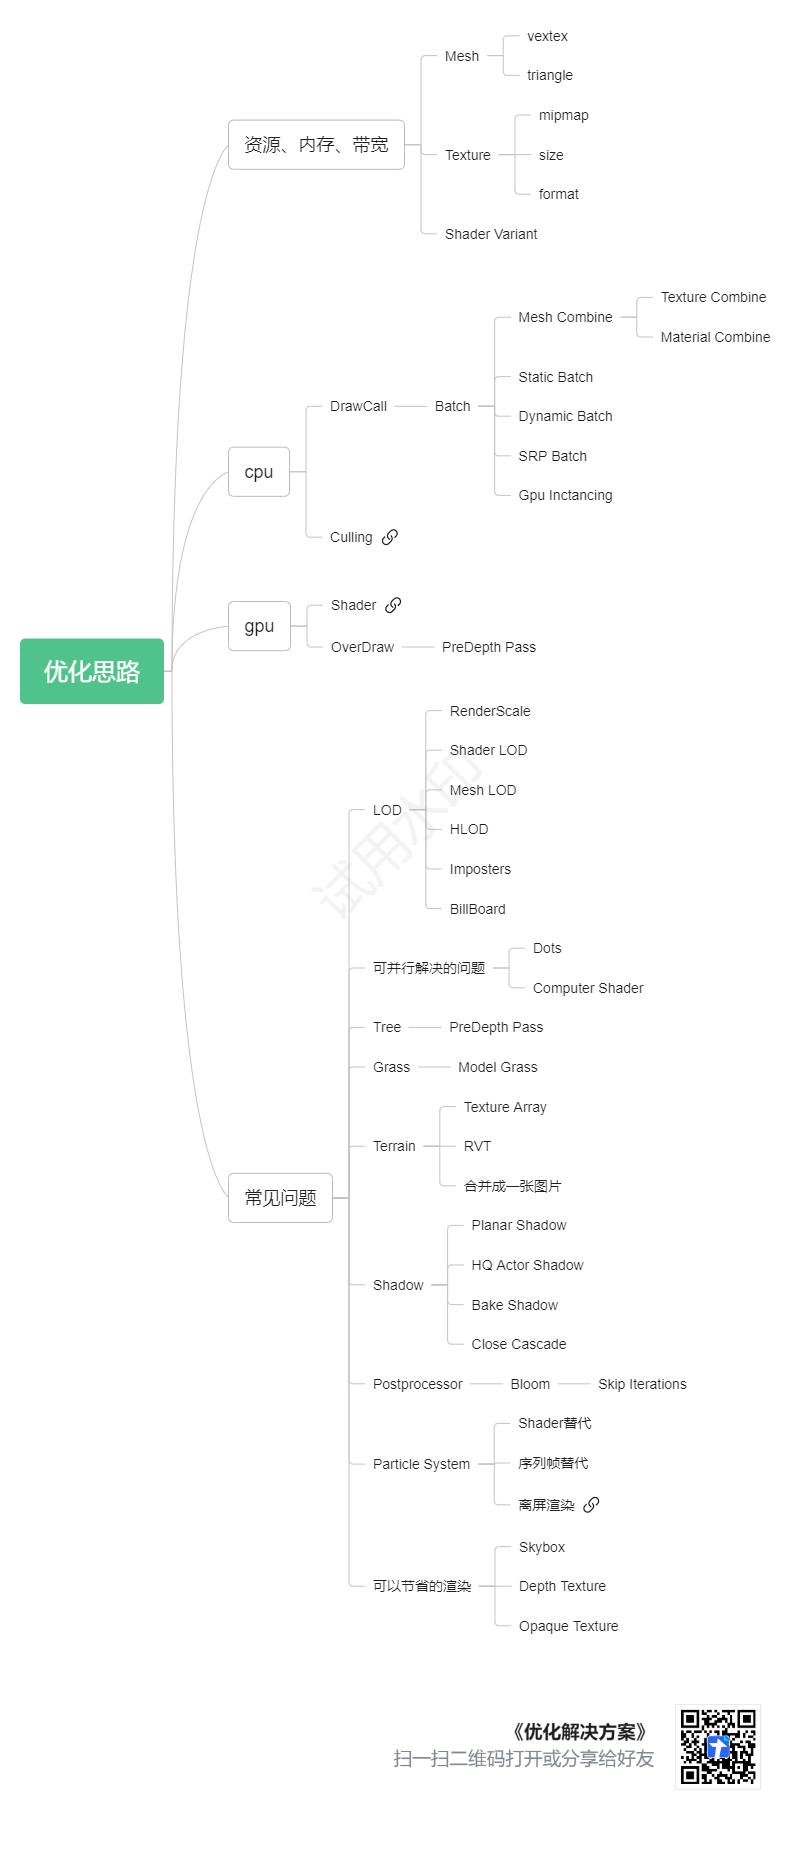 优化思路
资源、内存、带宽
Mesh
vextex
triangle
Texture
mipmap
size
format
Shader Variant
cpu
DrawCall
Batch
Mesh Combine
Texture Combine
Material Combine
Static Batch
Dynamic Batch
SRP Batch
Gpu Inctancing
Culling
gpu
Shader
OverDraw
PreDepth Pass
常见问题
LOD
RenderScale
Shader LOD
Mesh LOD
HLOD
Imposters
BillBoard
可并行解决的问题
Dots
Computer Shader
Tree
PreDepth Pass
Grass
Model Grass
Terrain
Texture Array
RVT
合并成一张图片
Shadow
Planar Shadow
HQ Actor Shadow
Bake Shadow
Close Cascade
Postprocessor
Bloom
Skip Iterations
Particle System
Shader替代
序列帧替代
离屏渲染
可以节省的渲染
Skybox
Depth Texture
Opaque Texture
试用水印
《优化解决方案》
扫一扫二维码打开或分享给好友